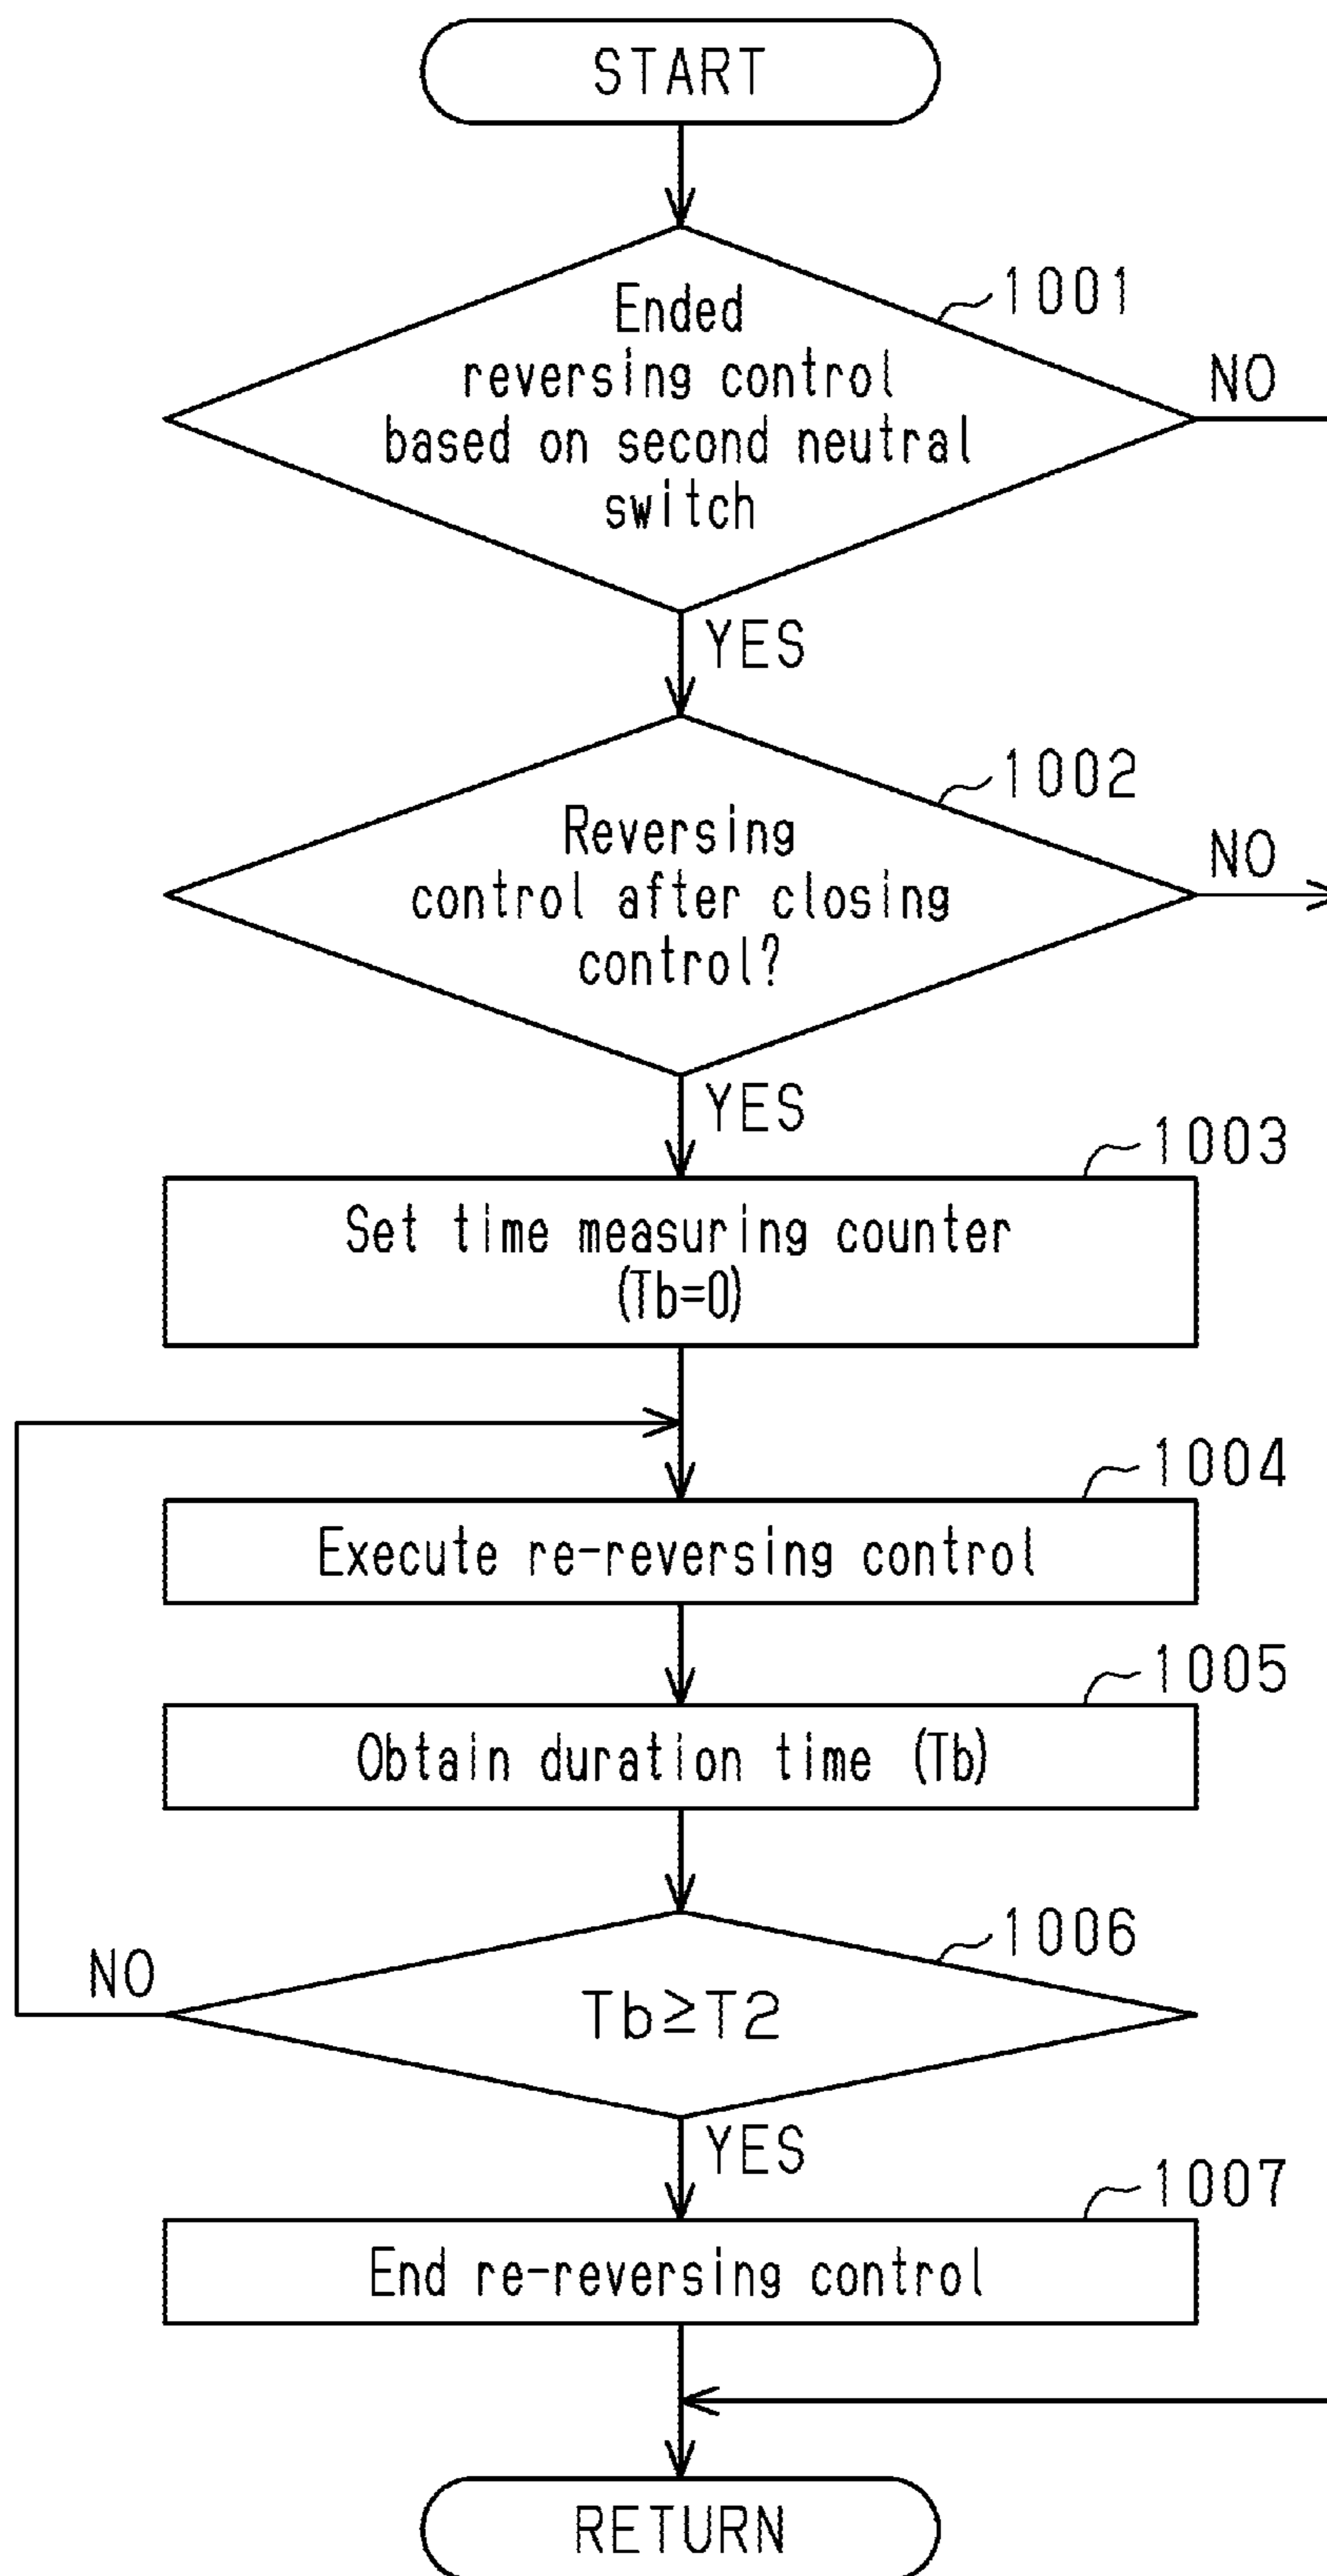 START
1001
Ended
reversing control
based on second neutral
switch
NO
YES
1002
Reversing
control after closing
control?
NO
YES
1003
Set time measuring counter
(Tb=0)
1004
Execute re-reversing control
1005
Obtain duration time (Tb)
1006
Tb≥T2
NO
YES
1007
End re-reversing control
RETURN